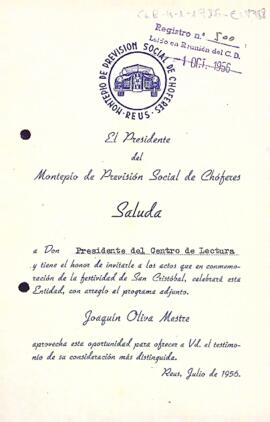 Registro n.º 500
Leído en Reunión del C.D.
-1 OCT. 1956
MONTEPIO DE PREVISION SOCIAL DE CHOFERES
- REUS -
El Presidente
del
Montepio de Previsión Social de Chóferes
Saluda
a Don Presidente del Centro de Lectura
y tiene el honor de invitarle a los actos que en conmemo-
ración de la festividad de San Cristóbal, celebrará esta
Entidad, con arreglo al programa adjunto.
Joaquín Oliva Mestre
aprovecha esta oportunidad para ofrecer a Vd. el testimo-
nio de su consideración más distinguida.
Reus, Julio de 1956.